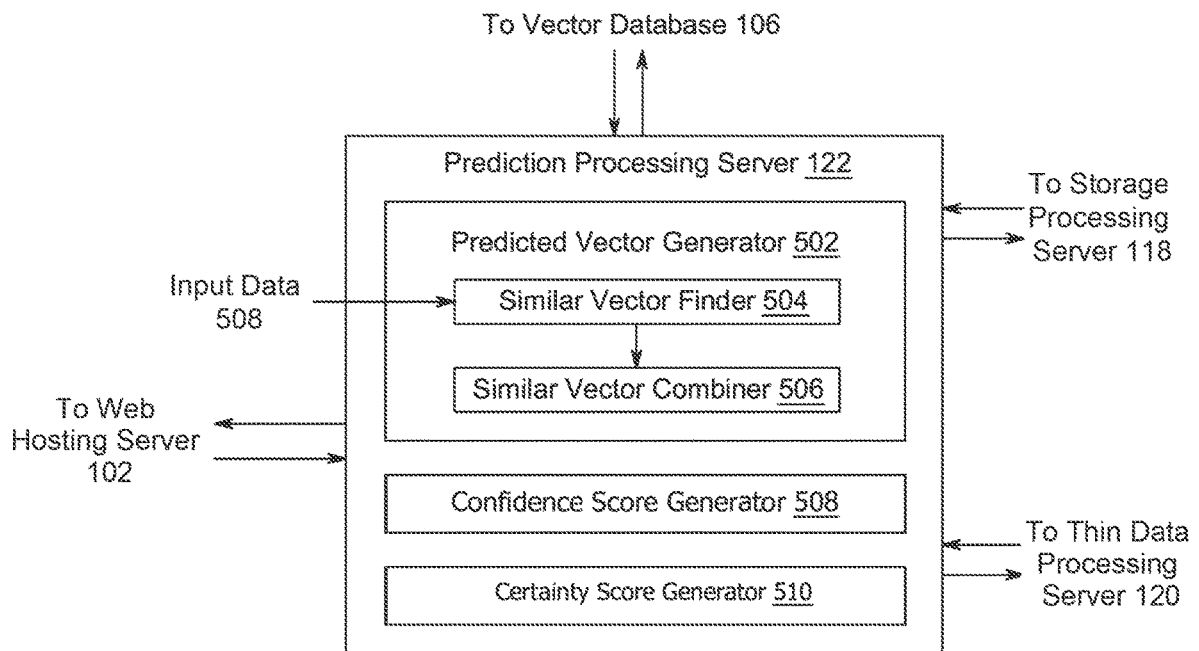 To Vector Database 106
Prediction Processing Server 122
To Storage
Processing
Server 118
Predicted Vector Generator 502
Input Data
508
Similar Vector Finder 504
Similar Vector Combiner 506
To Web
Hosting Server
102
Confidence Score Generator 508
To Thin Data
Processing
Server 120
Certainty Score Generator 510